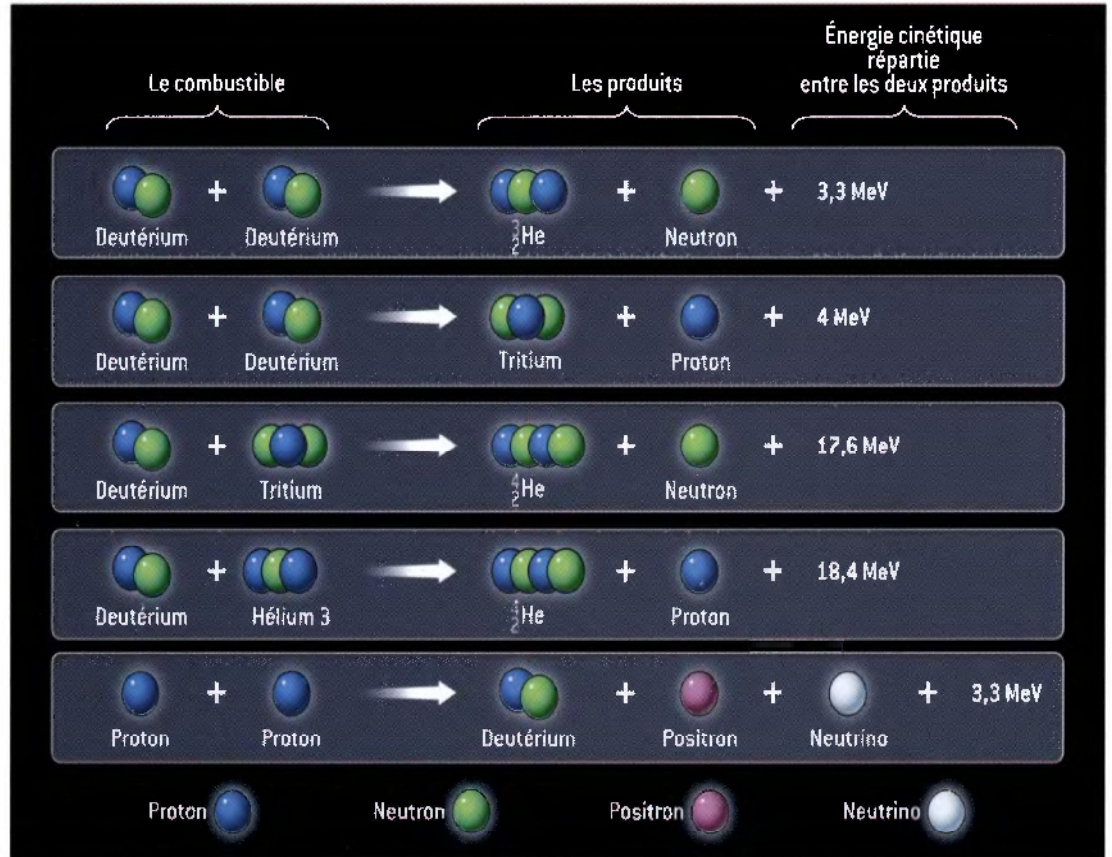 Énergie cinétique
répartie
entre les deux produits
Le combustible
Les produits
+ → + + 3,3 MeV
Deutérium Deutérium ³₂He Neutron
+ → + + 4 MeV
Deutérium Deutérium Tritium Proton
+ → + + 17,6 MeV
Deutérium Tritium ⁴₂He Neutron
+ → + + 18,4 MeV
Deutérium Hélium 3 ⁴₂He Proton
+ → + + + 3,3 MeV
Proton Proton Deutérium Positron Neutrino
Proton Neutron Positron Neutrino